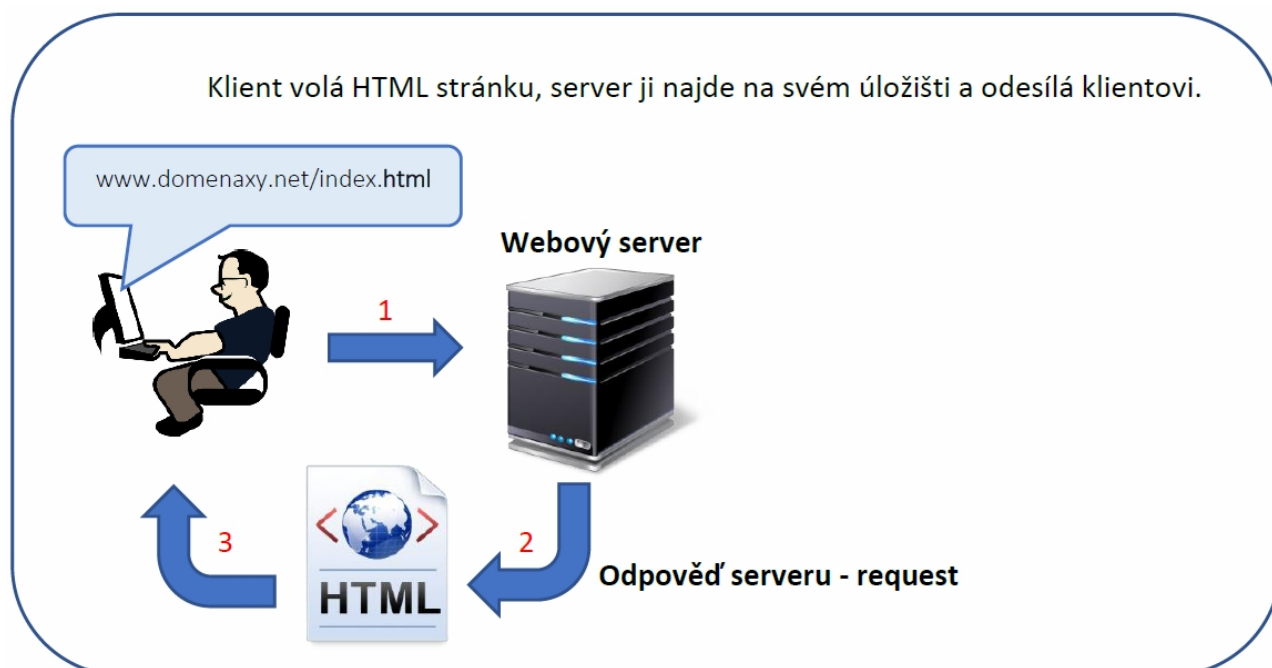 Klient volá HTML stránku, server ji najde na svém úložišti a odesílá klientovi.
www.domenaxy.net/index.html
Webový server
1
3
2
HTML
Odpověď serveru - request